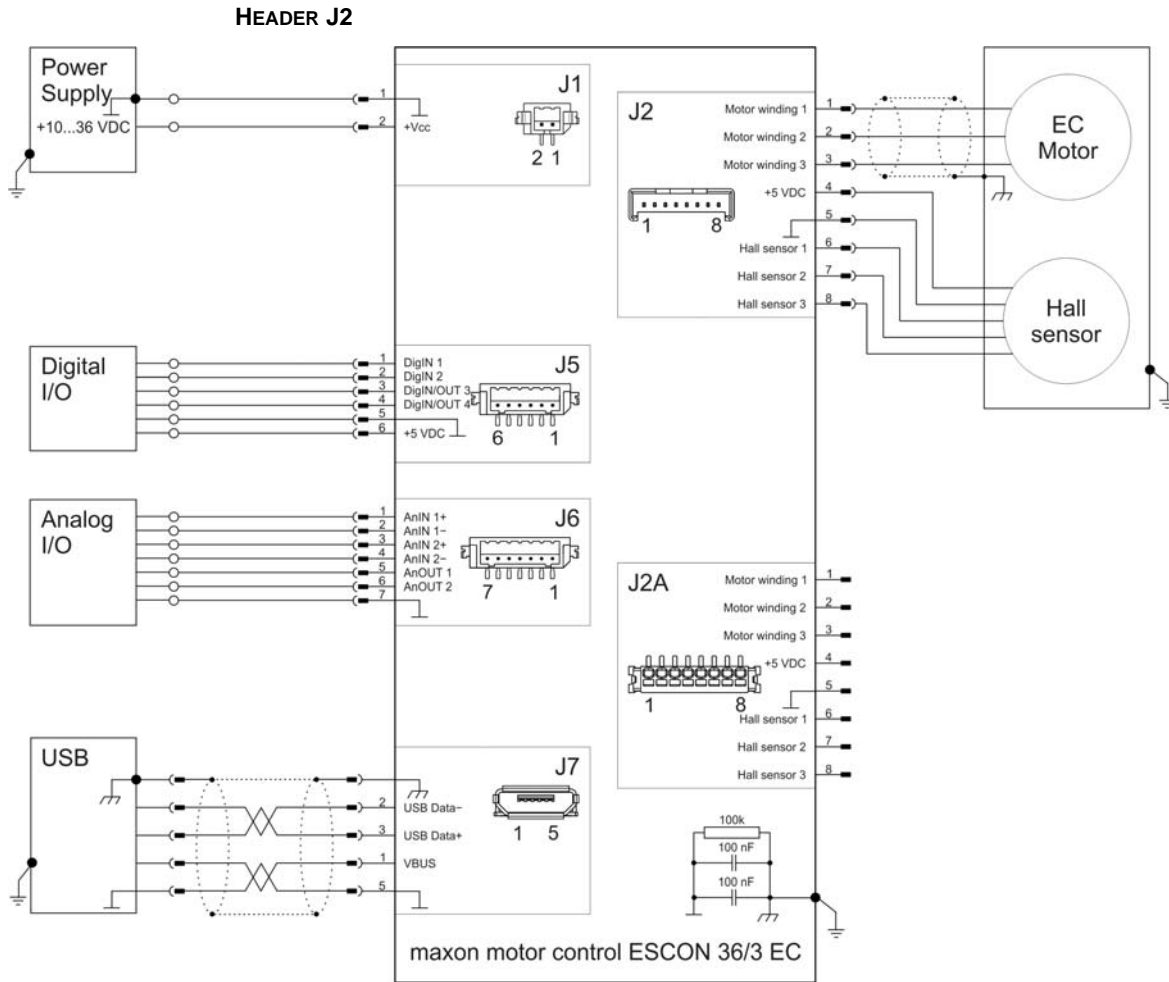 HEADER J2
Power
Supply
+10...36 VDC
1
2
+Vcc
J1
2 1
J2
1 8
Motor winding 1 1
Motor winding 2 2
Motor winding 3 3
+5 VDC 4
5
Hall sensor 1 6
Hall sensor 2 7
Hall sensor 3 8
EC
Motor
Hall
sensor
Digital
I/O
1 DigIN 1
2 DigIN 2
3 DigIN/OUT 3
4 DigIN/OUT 4
5
6 +5 VDC
J5
6 1
Analog
I/O
1 AnIN 1+
2 AnIN 1−
3 AnIN 2+
4 AnIN 2−
5 AnOUT 1
6 AnOUT 2
7
J6
7 1
J2A
1 8
Motor winding 1 1
Motor winding 2 2
Motor winding 3 3
+5 VDC 4
5
Hall sensor 1 6
Hall sensor 2 7
Hall sensor 3 8
USB
2 USB Data−
3 USB Data+
1 VBUS
5
J7
1 5
100k
100 nF
100 nF
maxon motor control ESCON 36/3 EC